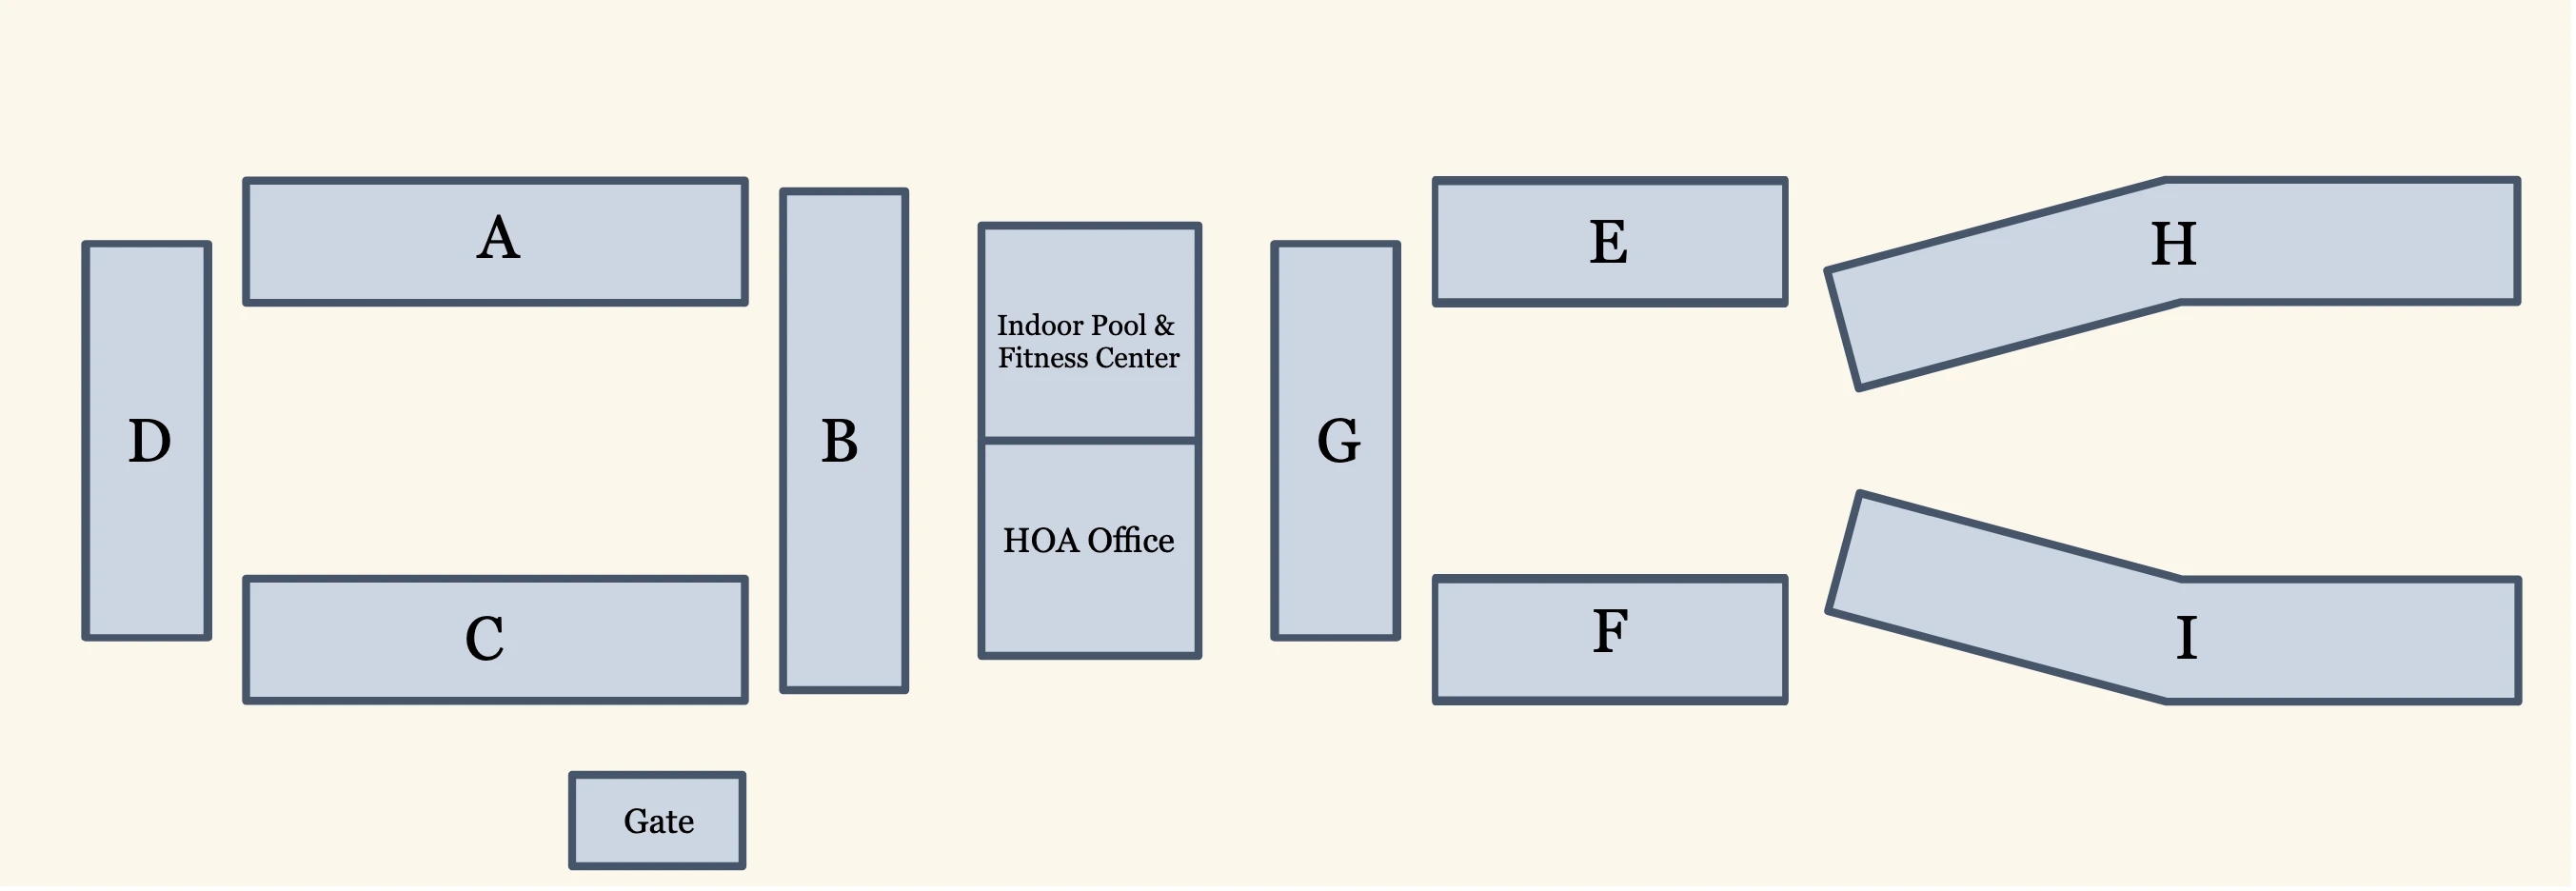 A
E
H
Indoor Pool &
Fitness Center
D
B
G
HOA Office
C
F
I
Gate